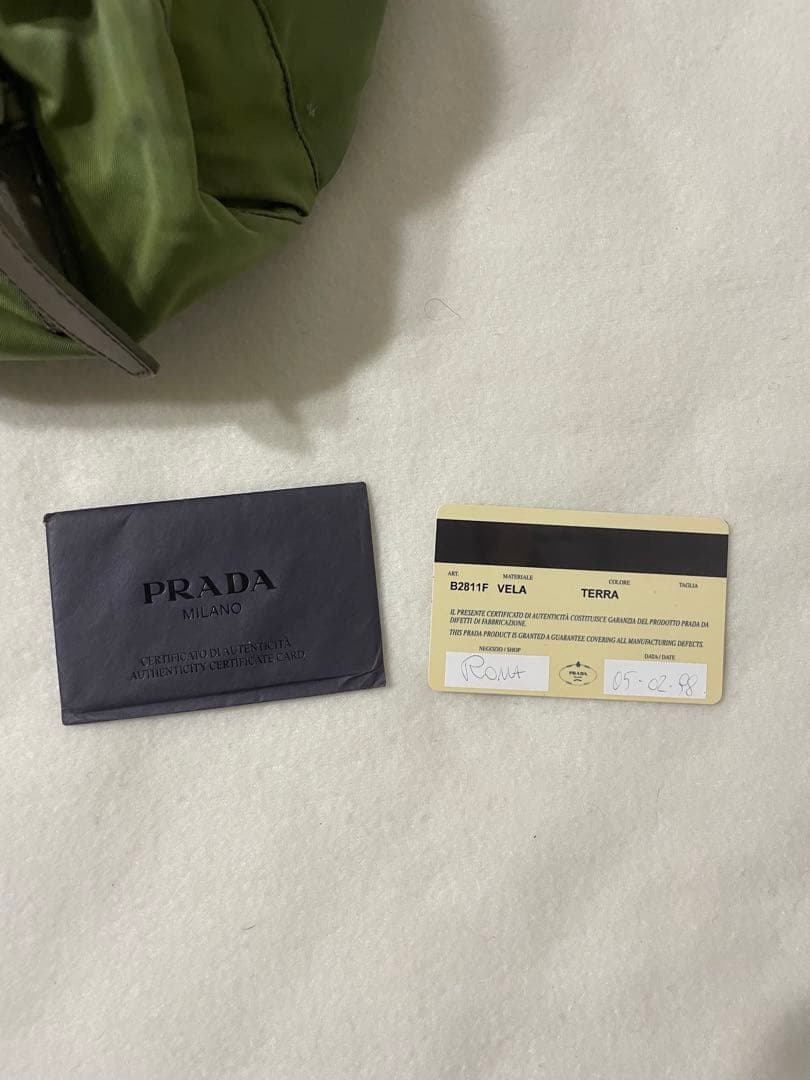 PRADA
MILANO
CERTIFICATO DI AUTENTICITÀ
AUTHENTICITY CERTIFICATE CARD
ART. MATERIALE COLORE TAGLIA
B2811F VELA TERRA
IL PRESENTE CERTIFICATO DI AUTENTICITÀ COSTITUISCE GARANZIA DEL PRODOTTO PRADA DA
DIFETTI DI FABBRICAZIONE.
THIS PRADA PRODUCT IS GRANTED A GUARANTEE COVERING ALL MANUFACTURING DEFECTS.
NEGOZIO / SHOP DATA / DATE
ROMA PRADA 05-02-98